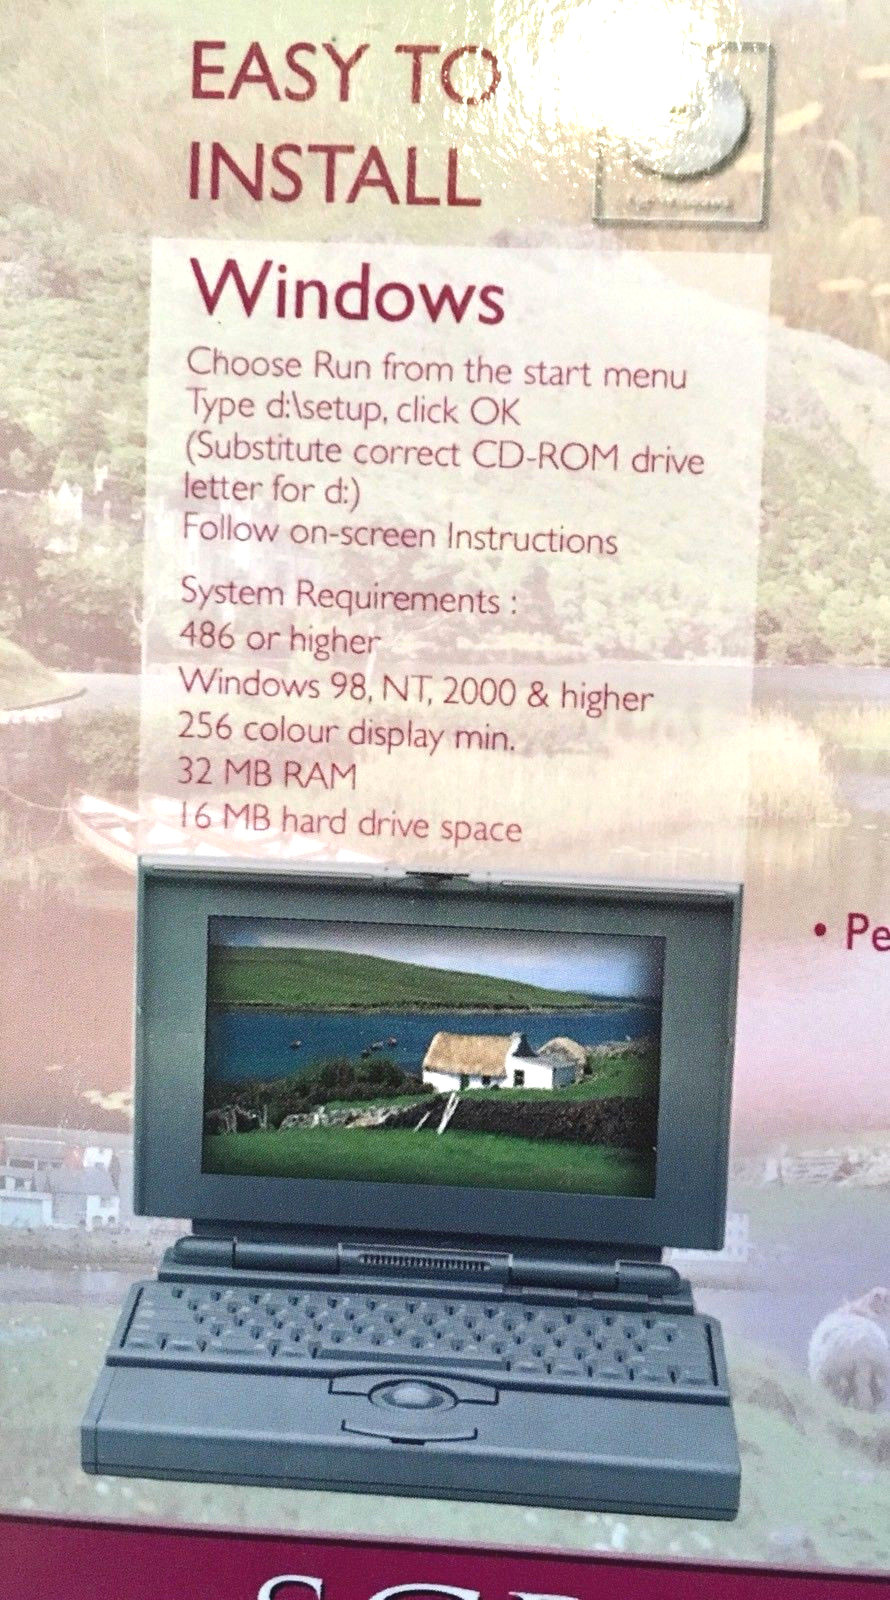 EASY TO
INSTALL
Windows
Choose Run from the start menu
Type d:\setup, click OK
(Substitute correct CD-ROM drive
letter for d:)
Follow on-screen Instructions
System Requirements :
486 or higher
Windows 98, NT, 2000 & higher
256 colour display min.
32 MB RAM
16 MB hard drive space
• Pe